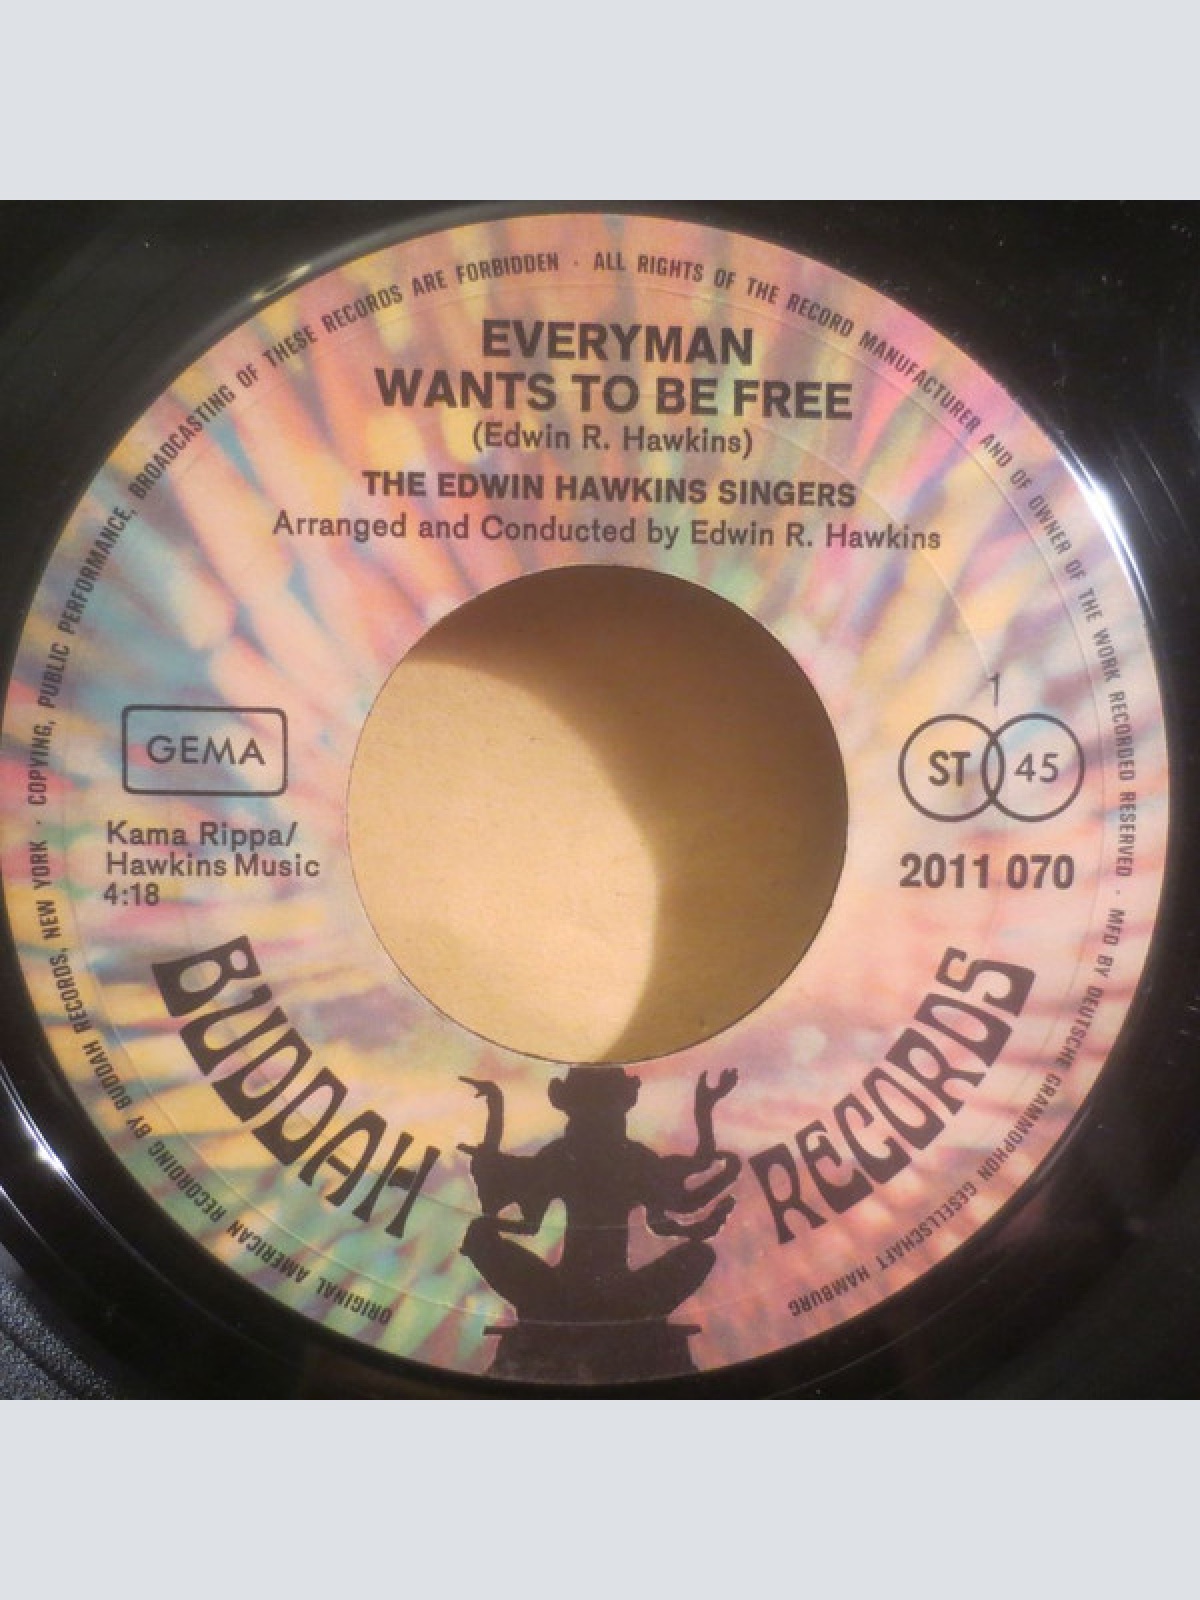 EVERYMAN
WANTS TO BE FREE
(Edwin R. Hawkins)
THE EDWIN HAWKINS SINGERS
Arranged and Conducted by Edwin R. Hawkins
GEMA
Kama Rippa/
Hawkins Music
4:18
1
ST 45
2011 070
BUDDAH RECORDS
ORIGINAL AMERICAN RECORDING BY BUDDAH RECORDS, NEW YORK · COPYING, PUBLIC PERFORMANCE, BROADCASTING OF THESE RECORDS ARE FORBIDDEN · ALL RIGHTS OF THE RECORD MANUFACTURER AND OF OWNER OF THE WORK RECORDED RESERVED · MFD BY DEUTSCHE GRAMMOPHON GESELLSCHAFT HAMBURG